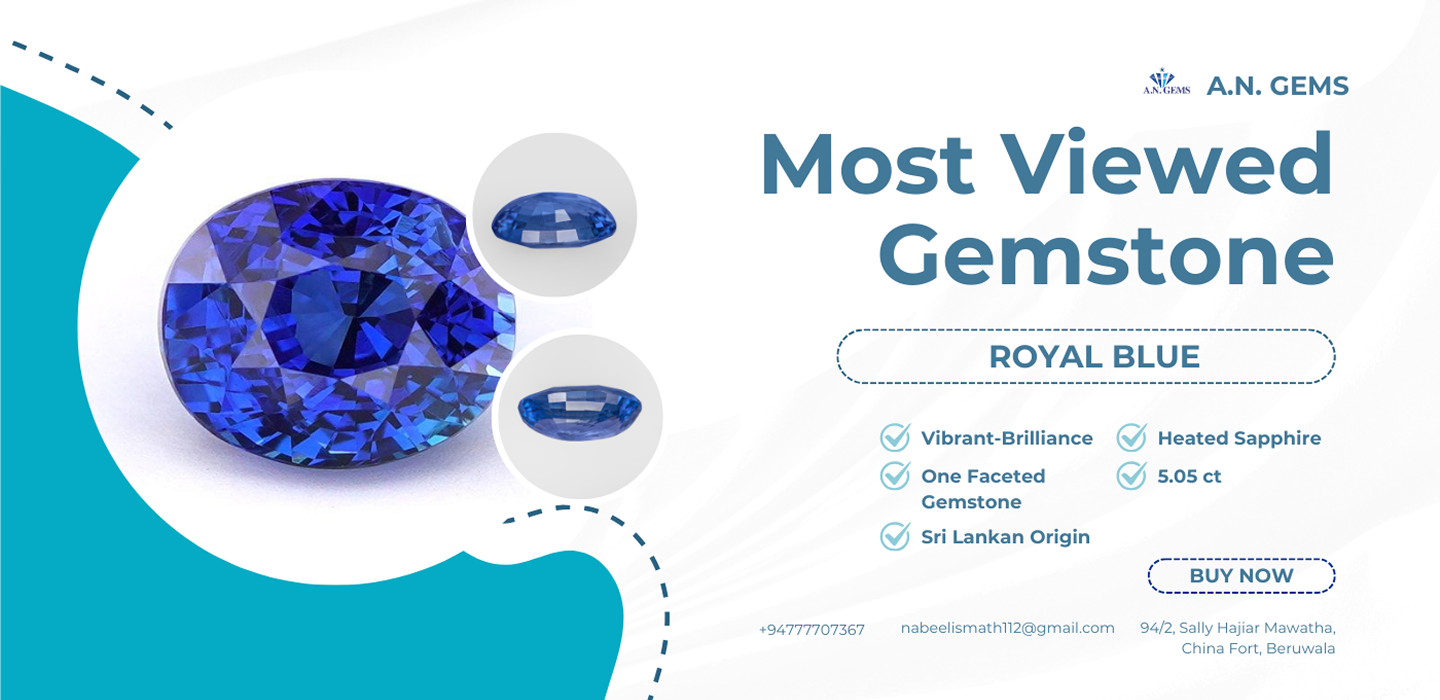 A.N. GEMS
A.N. GEMS
Most Viewed
Gemstone
ROYAL BLUE
Vibrant-Brilliance
Heated Sapphire
One Faceted
Gemstone
5.05 ct
Sri Lankan Origin
BUY NOW
+94777707367
nabeelismath112@gmail.com
94/2, Sally Hajiar Mawatha,
China Fort, Beruwala